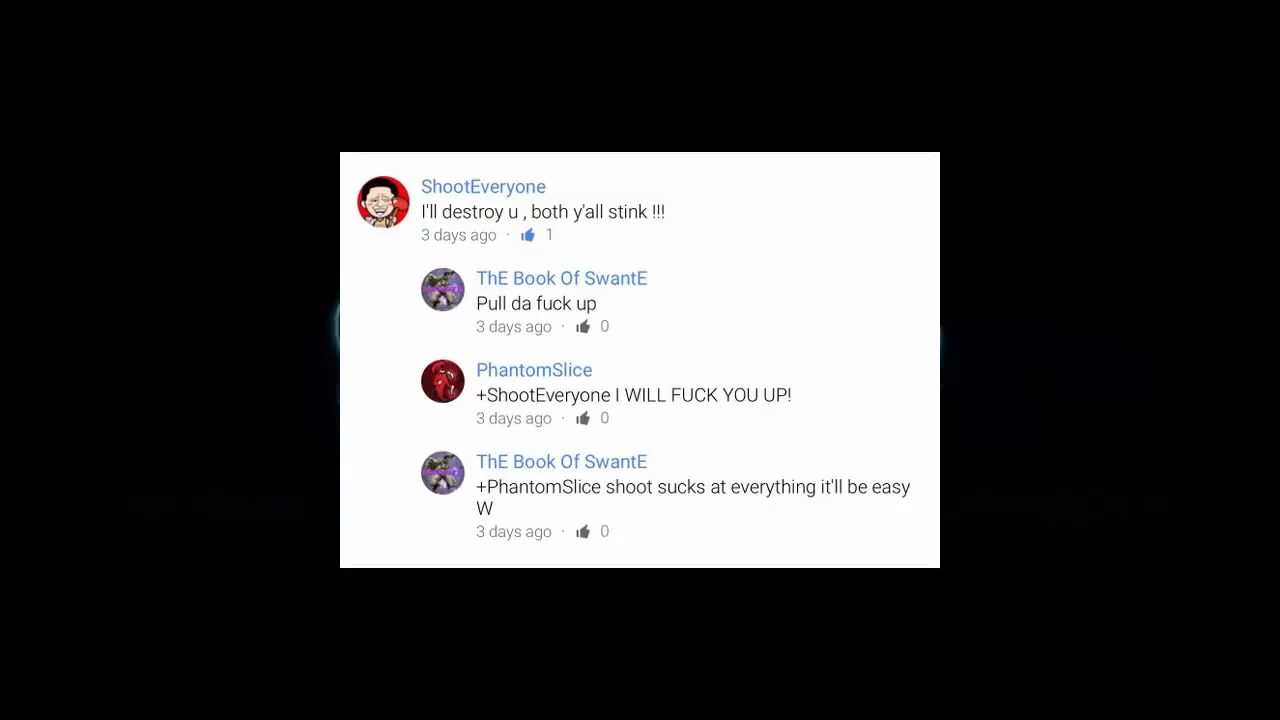 ShootEveryone
I'll destroy u , both y'all stink !!!
3 days ago · 1
ThE Book Of SwantE
Pull da fuck up
3 days ago · 0
PhantomSlice
+ShootEveryone I WILL FUCK YOU UP!
3 days ago · 0
ThE Book Of SwantE
+PhantomSlice shoot sucks at everything it'll be easy
W
3 days ago · 0